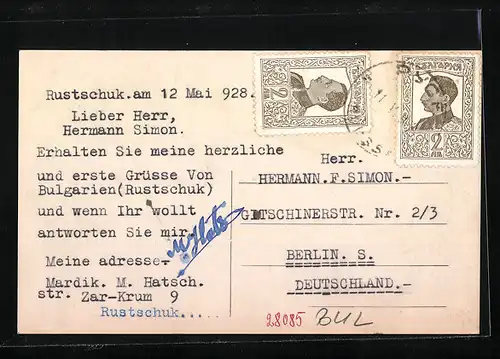 Rustschuk.am 12 Mai 928.
Lieber Herr,
Hermann Simon.
Erhalten Sie meine herzliche
und erste Grüsse Von
Bulgarien(Rustschuk)
und wenn Ihr wollt
antworten Sie mir.
Meine adresse-
Mardik. M. Hatsch.
str. Zar-Krum 9
Rustschuk.....
БЪЛГАРИЯ
2 ЛВ.
2 ЛВ.
Herr.
HERMANN.F.SIMON.-
GITSCHINERSTR. Nr. 2/3
BERLIN. S.
DEUTSCHLAND.-
28085 BUL